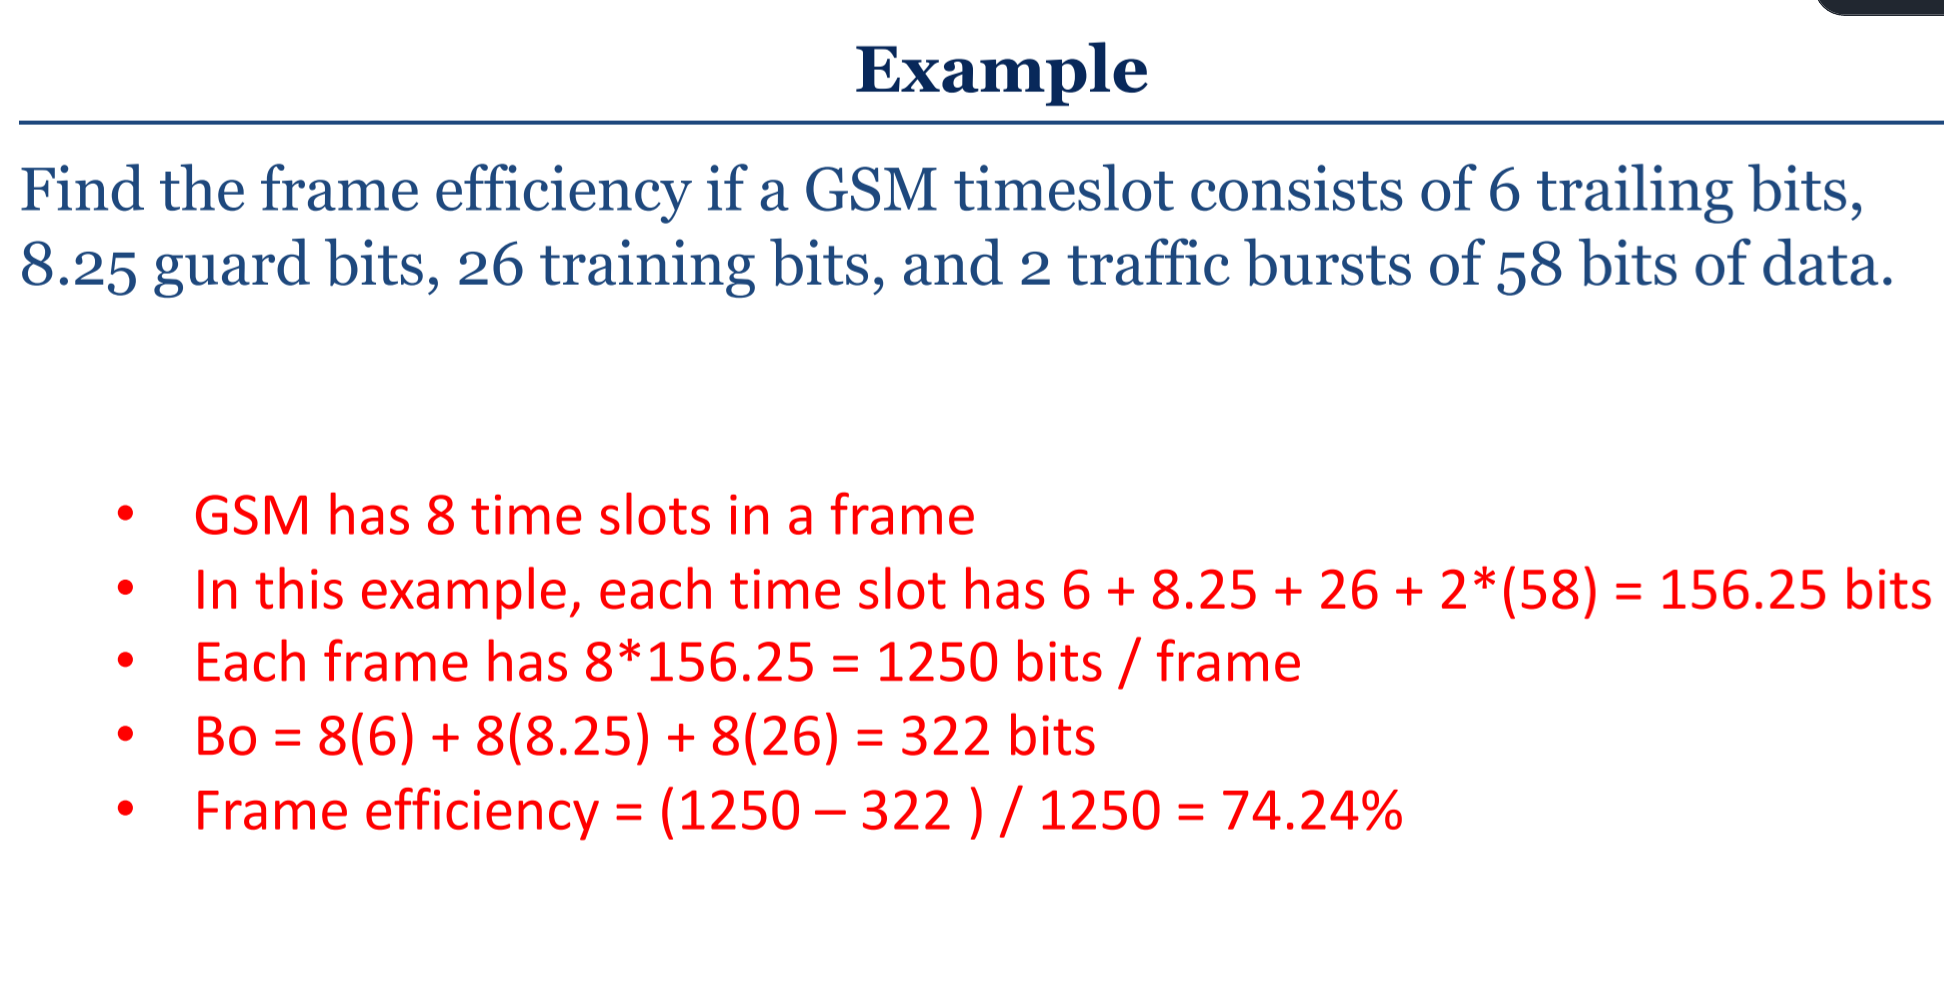 Example
Find the frame efficiency if a GSM timeslot consists of 6 trailing bits,
8.25 guard bits, 26 training bits, and 2 traffic bursts of 58 bits of data.
• GSM has 8 time slots in a frame
• In this example, each time slot has 6 + 8.25 + 26 + 2*(58) = 156.25 bits
• Each frame has 8*156.25 = 1250 bits / frame
• Bo = 8(6) + 8(8.25) + 8(26) = 322 bits
• Frame efficiency = (1250 – 322 ) / 1250 = 74.24%